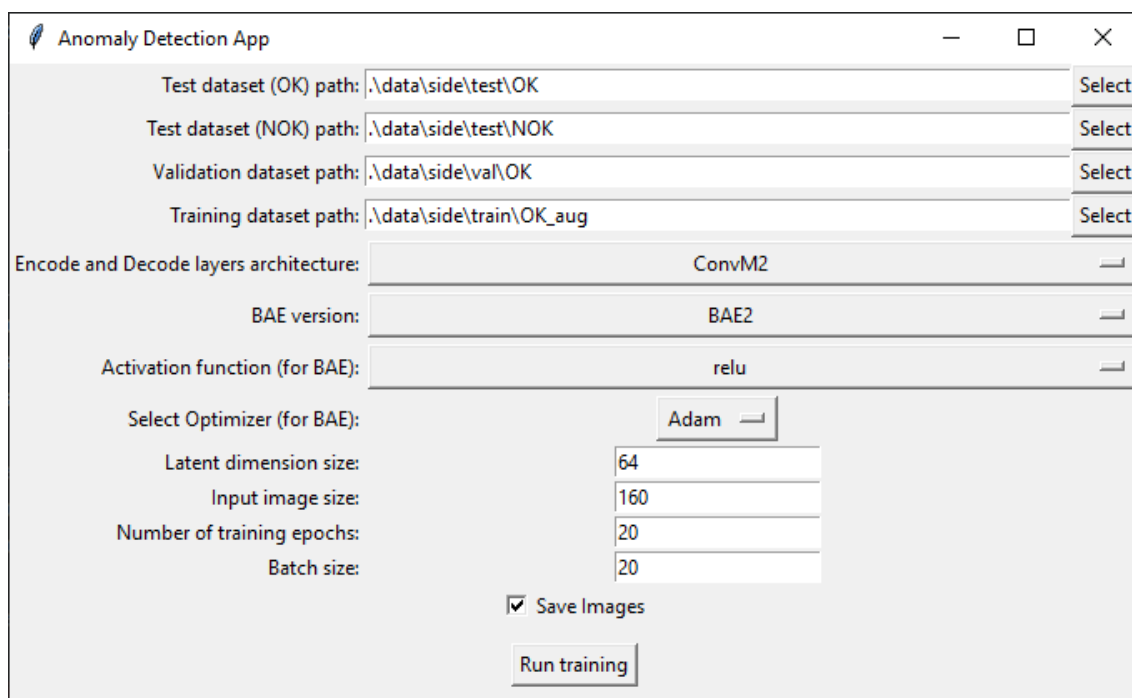 Anomaly Detection App
Test dataset (OK) path: .\data\side\test\OK Select
Test dataset (NOK) path: .\data\side\test\NOK Select
Validation dataset path: .\data\side\val\OK Select
Training dataset path: .\data\side\train\OK_aug Select
Encode and Decode layers architecture: ConvM2
BAE version: BAE2
Activation function (for BAE): relu
Select Optimizer (for BAE): Adam
Latent dimension size: 64
Input image size: 160
Number of training epochs: 20
Batch size: 20
Save Images
Run training